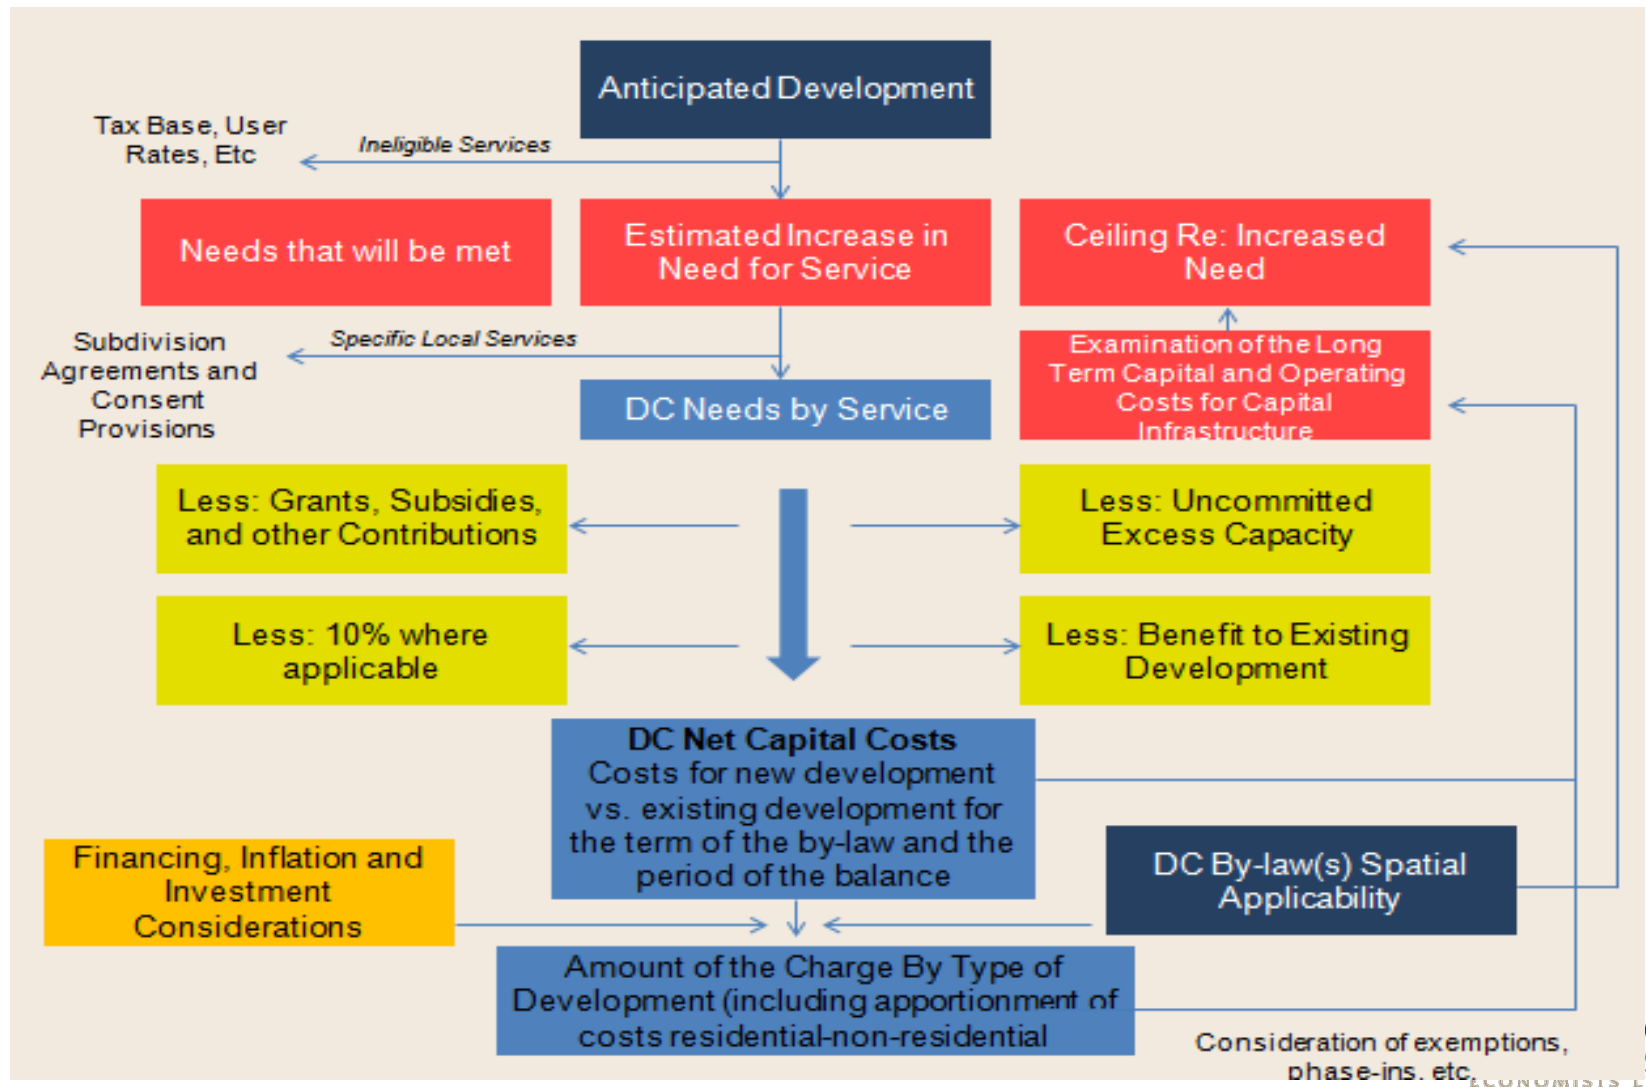 Anticipated Development
Tax Base, User
Rates, Etc
Ineligible Services
Needs that will be met
Estimated Increase in
Need for Service
Ceiling Re: Increased
Need
Subdivision
Agreements and
Consent
Provisions
Specific Local Services
DC Needs by Service
Examination of the Long
Term Capital and Operating
Costs for Capital
Infrastructure
Less: Grants, Subsidies,
and other Contributions
Less: Uncommitted
Excess Capacity
Less: 10% where
applicable
Less: Benefit to Existing
Development
DC Net Capital Costs
Costs for new development
vs. existing development for
the term of the by-law and the
period of the balance
Financing, Inflation and
Investment
Considerations
DC By-law(s) Spatial
Applicability
Amount of the Charge By Type of
Development (including apportionment of
costs residential-non-residential
Consideration of exemptions,
phase-ins, etc.
ECONOMISTS